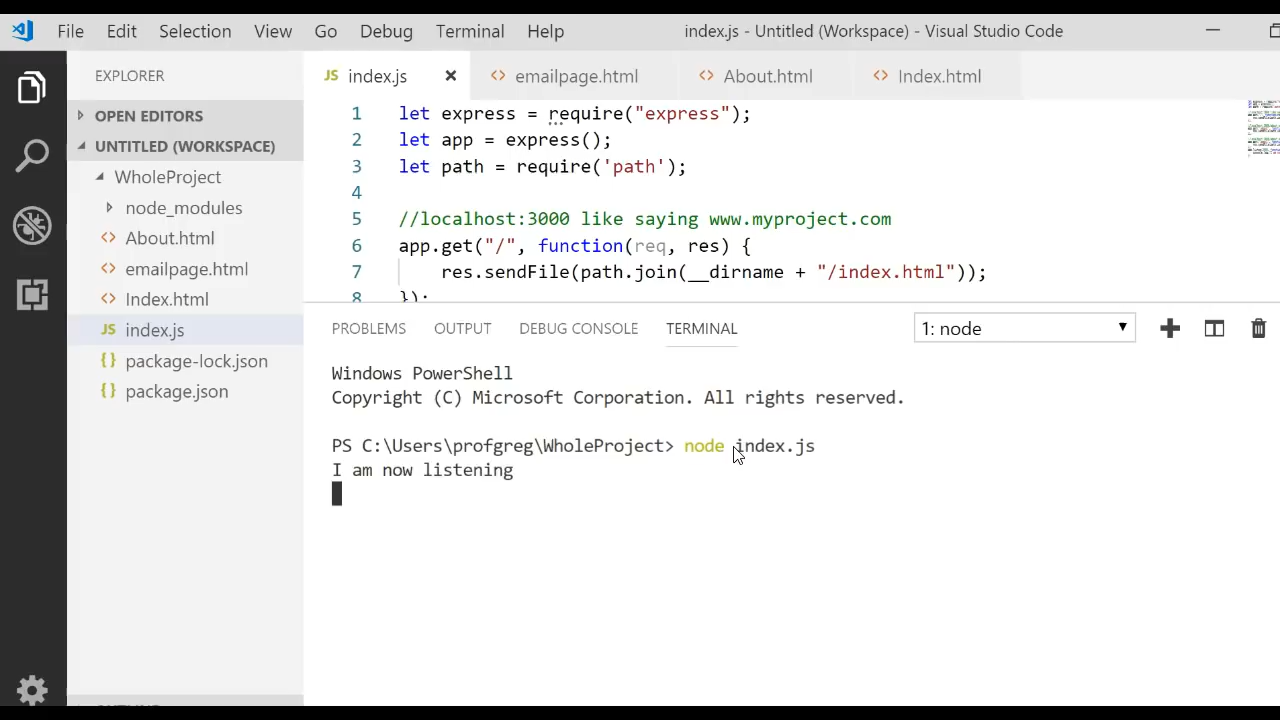 File Edit Selection View Go Debug Terminal Help index.js - Untitled (Workspace) - Visual Studio Code
EXPLORER
OPEN EDITORS
UNTITLED (WORKSPACE)
WholeProject
node_modules
About.html
emailpage.html
Index.html
JS index.js
{} package-lock.json
{} package.json
JS index.js <> emailpage.html <> About.html <> Index.html
1 let express = require("express");
2 let app = express();
3 let path = require('path');
4
5 //localhost:3000 like saying www.myproject.com
6 app.get("/", function(req, res) {
7 res.sendFile(path.join(__dirname + "/index.html"));
8 });
PROBLEMS OUTPUT DEBUG CONSOLE TERMINAL 1: node
Windows PowerShell
Copyright (C) Microsoft Corporation. All rights reserved.
PS C:\Users\profgreg\WholeProject> node index.js
I am now listening